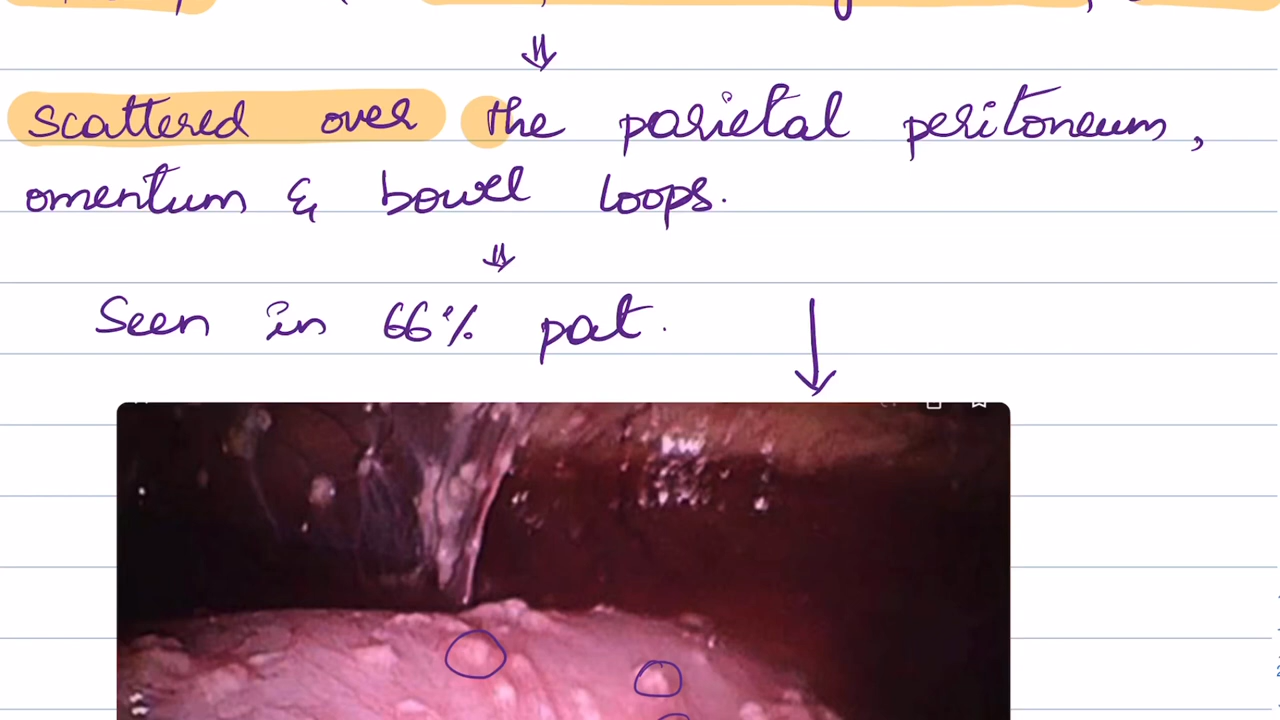 scattered over the parietal peritoneum,
omentum & bowel loops.
Seen in 66% pat.